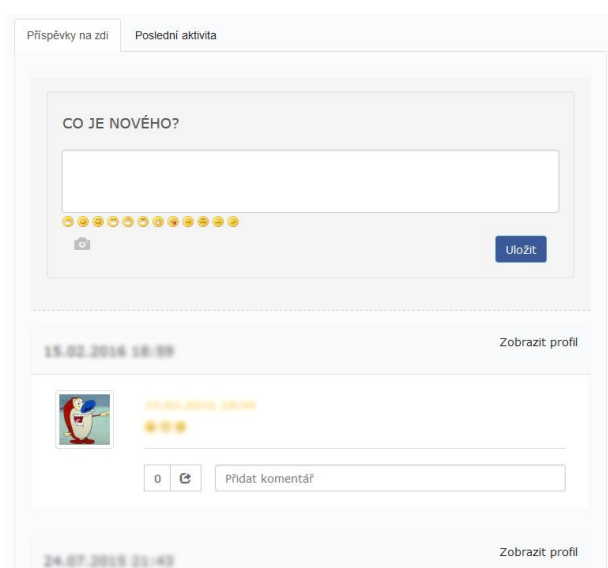 Příspěvky na zdi Poslední aktivita
CO JE NOVÉHO?
Uložit
15.02.2016 18:59 Zobrazit profil
0 Přidat komentář
24.07.2015 21:43 Zobrazit profil